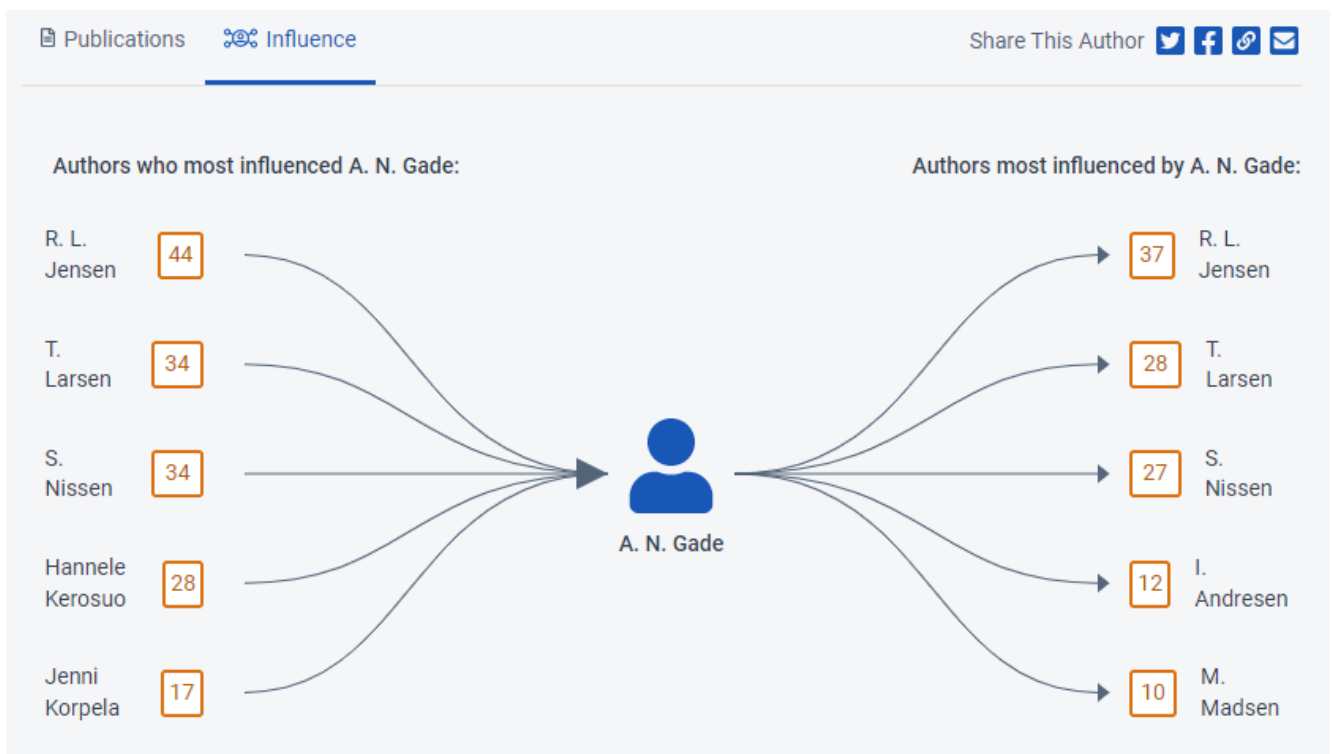 Publications
Influence
Share This Author
Authors who most influenced A. N. Gade:
Authors most influenced by A. N. Gade:
R. L.
Jensen
44
T.
Larsen
34
S.
Nissen
34
Hannele
Kerosuo
28
Jenni
Korpela
17
A. N. Gade
37
R. L.
Jensen
28
T.
Larsen
27
S.
Nissen
12
I.
Andresen
10
M.
Madsen